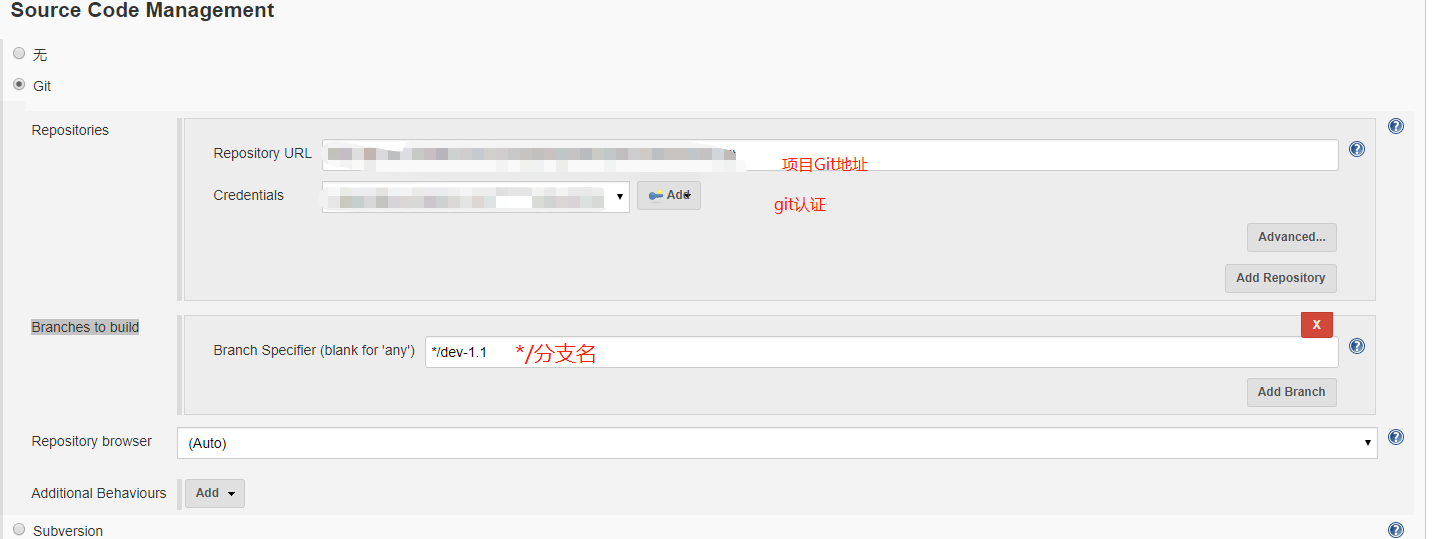 Source Code Management
无
Git
Repositories
Repository URL
项目Git地址
Credentials
Add
git认证
Advanced...
Add Repository
Branches to build
X
Branch Specifier (blank for 'any')
*/dev-1.1
*/分支名
Add Branch
Repository browser
(Auto)
Additional Behaviours
Add
Subversion